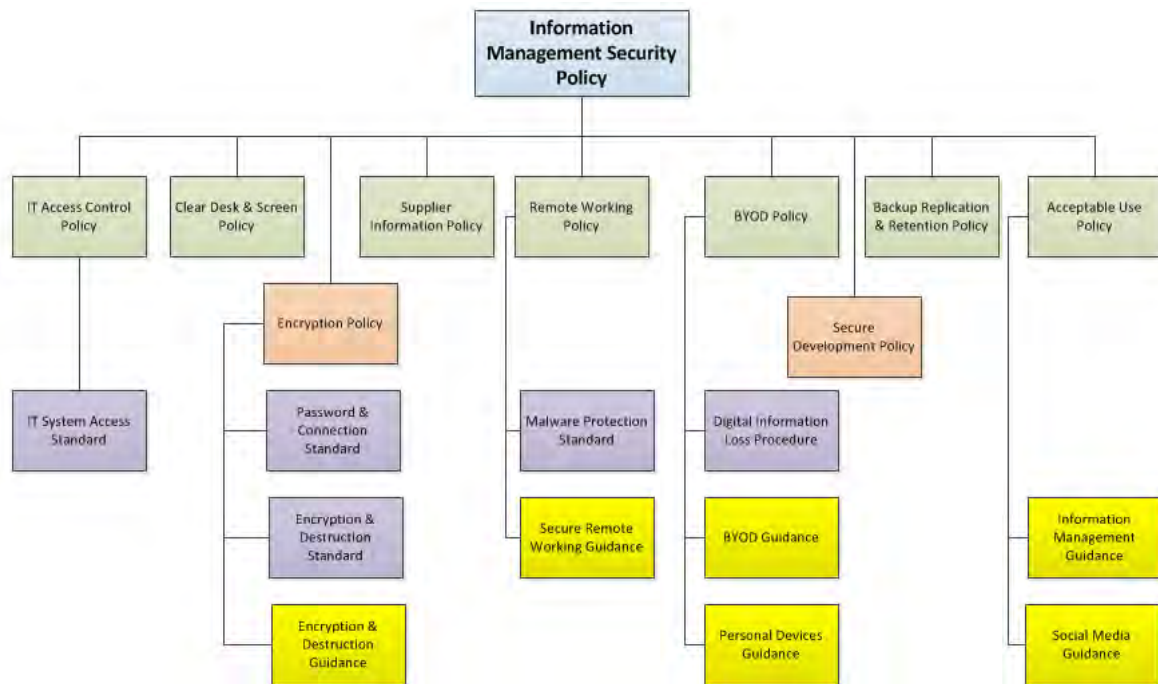 Information
Management Security
Policy
IT Access Control
Policy
Clear Desk & Screen
Policy
Supplier
Information Policy
Remote Working
Policy
BYOD Policy
Backup Replication
& Retention Policy
Acceptable Use
Policy
Encryption Policy
Secure
Development Policy
IT System Access
Standard
Password &
Connection
Standard
Malware Protection
Standard
Digital Information
Loss Procedure
Encryption &
Destruction
Standard
Secure Remote
Working Guidance
BYOD Guidance
Information
Management
Guidance
Encryption &
Destruction
Guidance
Personal Devices
Guidance
Social Media
Guidance